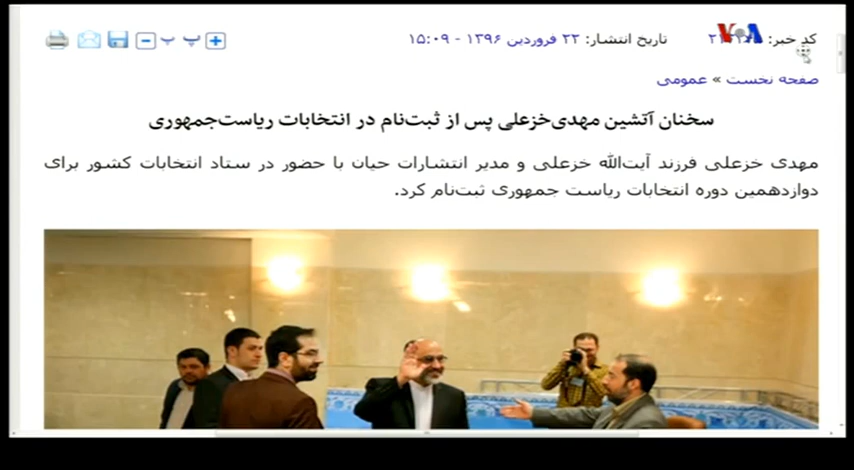 کد خبر:
VOA
تاریخ انتشار: ۲۲ فروردین ۱۳۹۶ - ۱۵:۰۹
پ پ
صفحه نخست » عمومی
سخنان آتشین مهدی‌خزعلی پس از ثبت‌نام در انتخابات ریاست‌جمهوری
مهدی خزعلی فرزند آیت‌الله خزعلی و مدیر انتشارات حیان با حضور در ستاد انتخابات کشور برای
دوازدهمین دوره انتخابات ریاست جمهوری ثبت‌نام کرد.